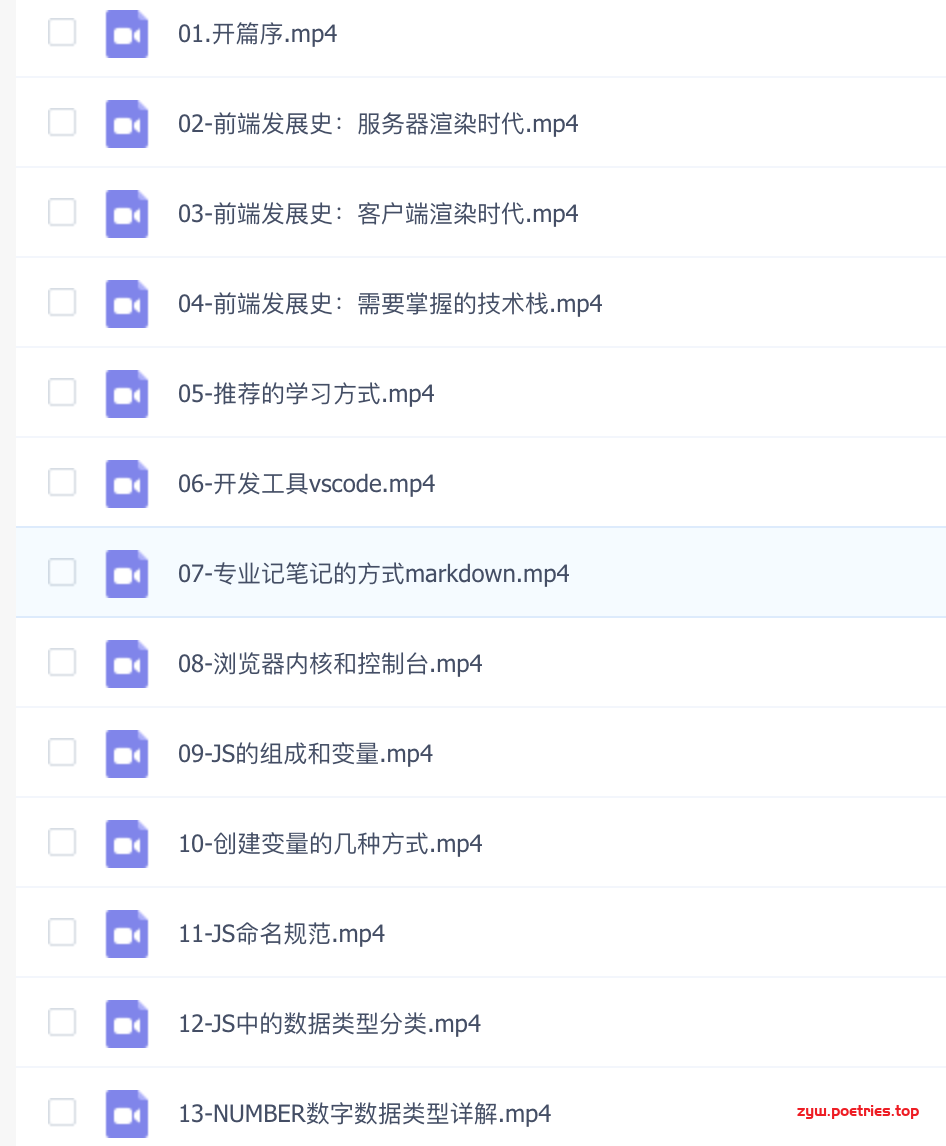 01.开篇序.mp4
02-前端发展史：服务器渲染时代.mp4
03-前端发展史：客户端渲染时代.mp4
04-前端发展史：需要掌握的技术栈.mp4
05-推荐的学习方式.mp4
06-开发工具vscode.mp4
07-专业记笔记的方式markdown.mp4
08-浏览器内核和控制台.mp4
09-JS的组成和变量.mp4
10-创建变量的几种方式.mp4
11-JS命名规范.mp4
12-JS中的数据类型分类.mp4
13-NUMBER数字数据类型详解.mp4
zyw.poetries.top